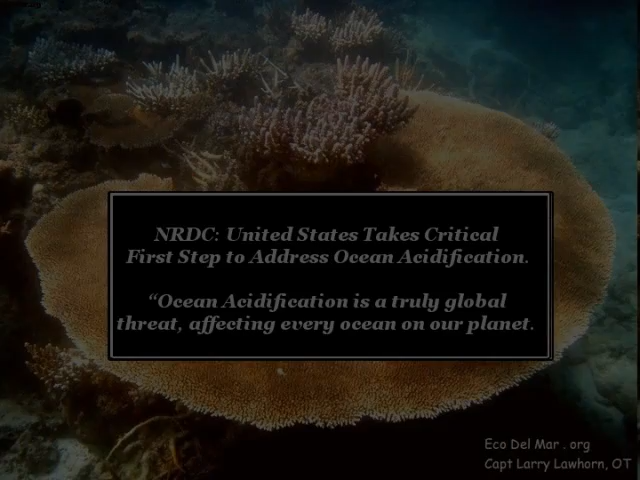 NRDC: United States Takes Critical
First Step to Address Ocean Acidification.
“Ocean Acidification is a truly global
threat, affecting every ocean on our planet.
Eco Del Mar . org
Capt Larry Lawhorn, OT